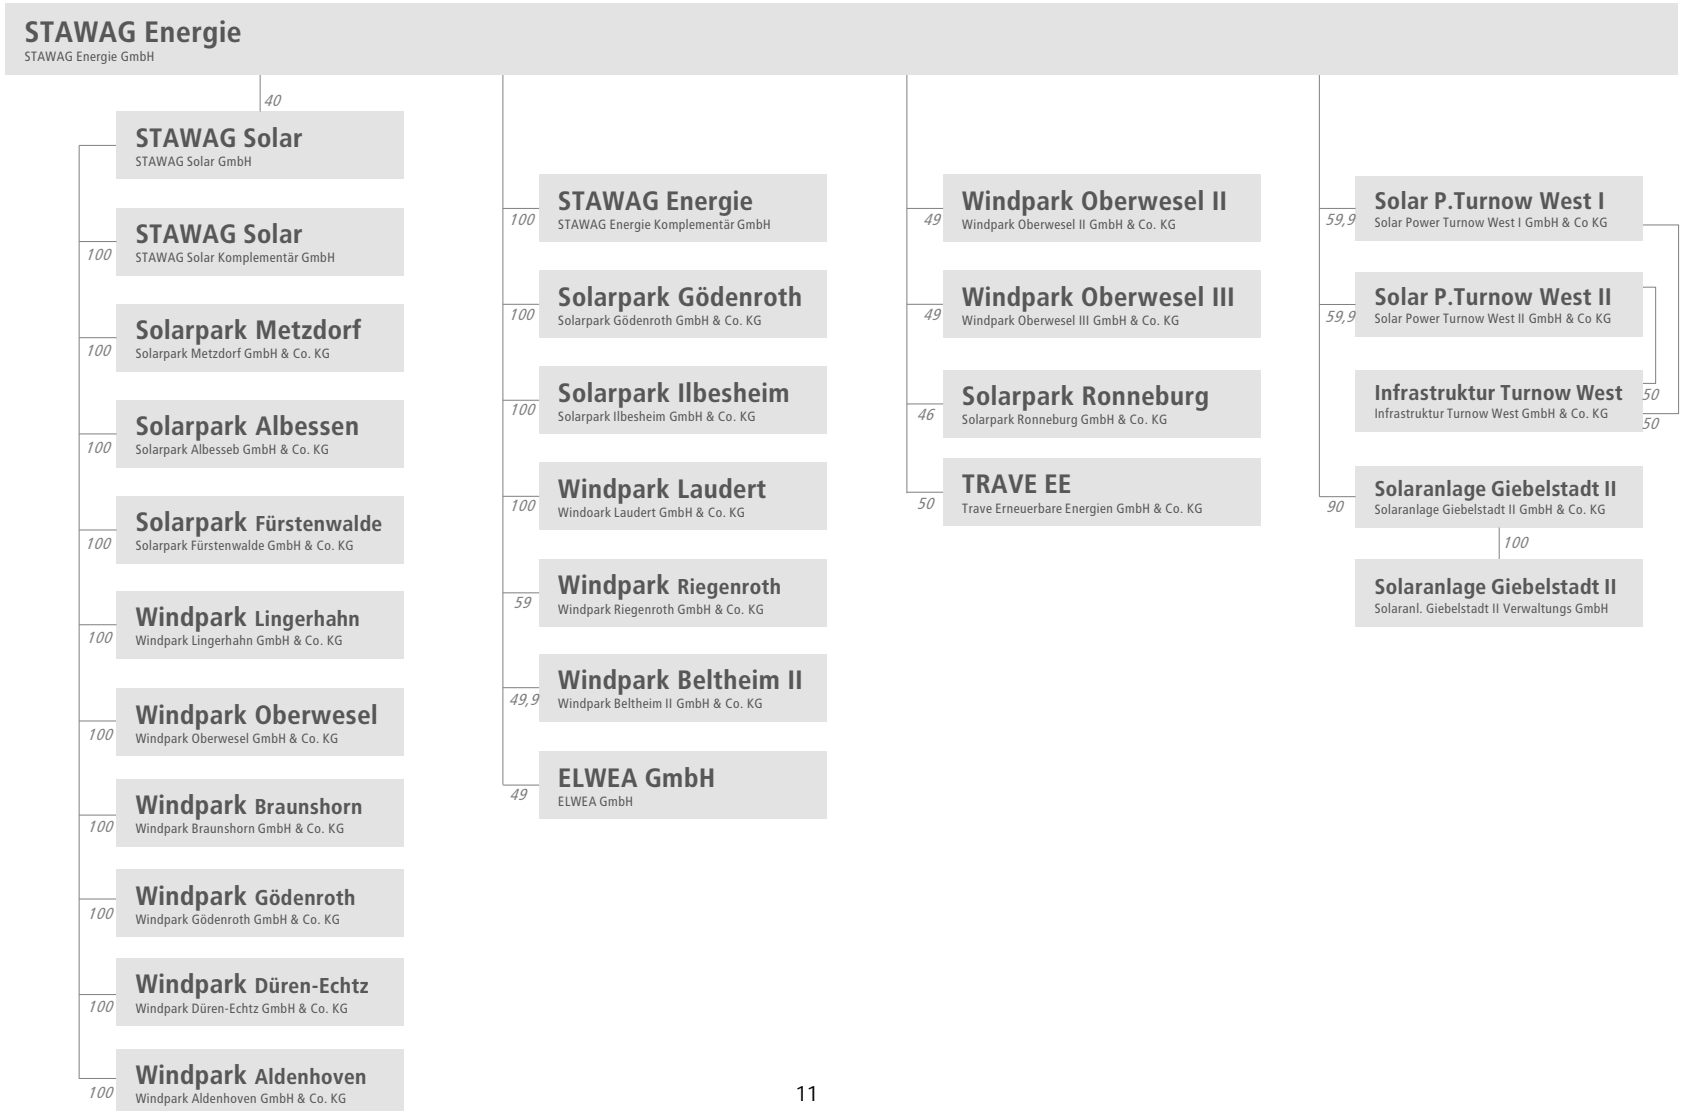 STAWAG Energie
STAWAG Energie GmbH
40
STAWAG Solar
STAWAG Solar GmbH
100
STAWAG Solar
STAWAG Solar Komplementär GmbH
100
Solarpark Metzdorf
Solarpark Metzdorf GmbH & Co. KG
100
Solarpark Albessen
Solarpark Albesseb GmbH & Co. KG
100
Solarpark Fürstenwalde
Solarpark Fürstenwalde GmbH & Co. KG
100
Windpark Lingerhahn
Windpark Lingerhahn GmbH & Co. KG
100
Windpark Oberwesel
Windpark Oberwesel GmbH & Co. KG
100
Windpark Braunshorn
Windpark Braunshorn GmbH & Co. KG
100
Windpark Gödenroth
Windpark Gödenroth GmbH & Co. KG
100
Windpark Düren-Echtz
Windpark Düren-Echtz GmbH & Co. KG
100
Windpark Aldenhoven
Windpark Aldenhoven GmbH & Co. KG
100
STAWAG Energie
STAWAG Energie Komplementär GmbH
100
Solarpark Gödenroth
Solarpark Gödenroth GmbH & Co. KG
100
Solarpark Ilbesheim
Solarpark Ilbesheim GmbH & Co. KG
100
Windpark Laudert
Windoark Laudert GmbH & Co. KG
59
Windpark Riegenroth
Windpark Riegenroth GmbH & Co. KG
49,9
Windpark Beltheim II
Windpark Beltheim II GmbH & Co. KG
49
ELWEA GmbH
ELWEA GmbH
49
Windpark Oberwesel II
Windpark Oberwesel II GmbH & Co. KG
49
Windpark Oberwesel III
Windpark Oberwesel III GmbH & Co. KG
46
Solarpark Ronneburg
Solarpark Ronneburg GmbH & Co. KG
50
TRAVE EE
Trave Erneuerbare Energien GmbH & Co. KG
59,9
Solar P.Turnow West I
Solar Power Turnow West I GmbH & Co KG
59,9
Solar P.Turnow West II
Solar Power Turnow West II GmbH & Co KG
Infrastruktur Turnow West
Infrastruktur Turnow West GmbH & Co. KG
50
50
90
Solaranlage Giebelstadt II
Solaranlage Giebelstadt II GmbH & Co. KG
100
Solaranlage Giebelstadt II
Solaranl. Giebelstadt II Verwaltungs GmbH
11